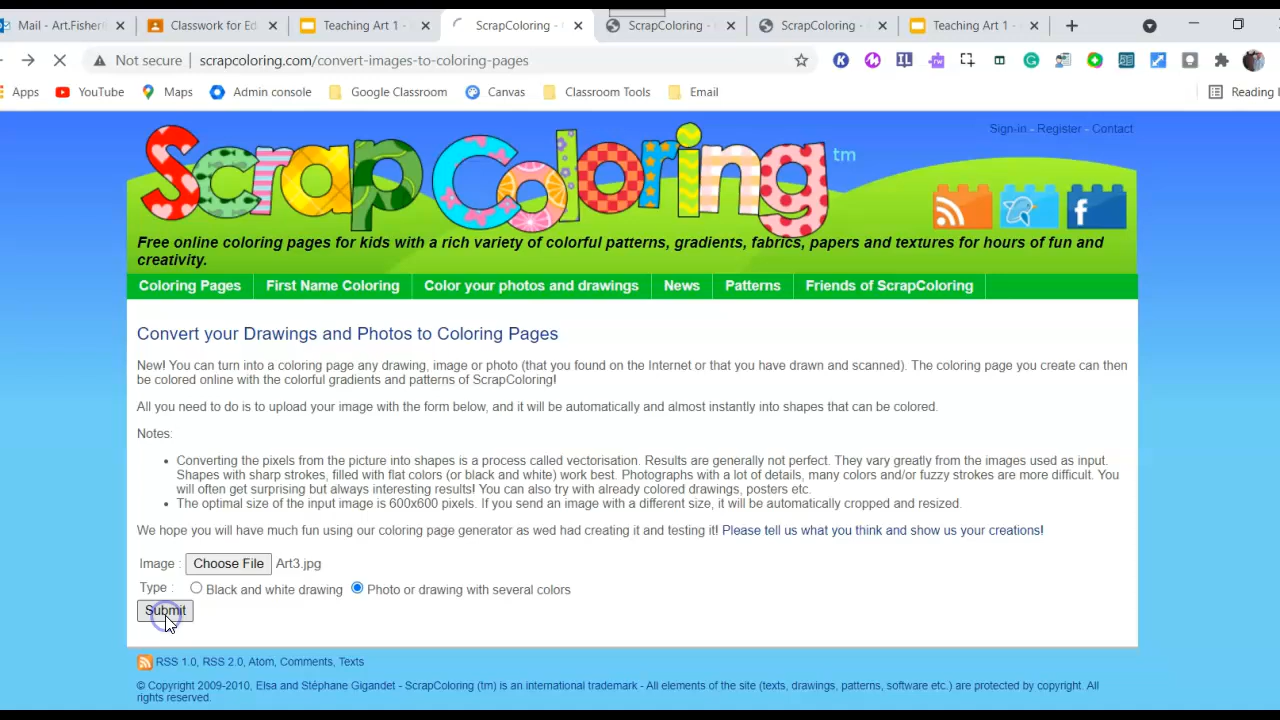 Mail - Art.Fisher
Classwork for Ed
Teaching Art 1 -
ScrapColoring -
ScrapColoring -
ScrapColoring -
Teaching Art 1 -
Not secure | scrapcoloring.com/convert-images-to-coloring-pages
Apps YouTube Maps Admin console Google Classroom Canvas Classroom Tools Email Reading
Sign-in - Register - Contact
Scrap Coloring tm
Free online coloring pages for kids with a rich variety of colorful patterns, gradients, fabrics, papers and textures for hours of fun and
creativity.
Coloring Pages First Name Coloring Color your photos and drawings News Patterns Friends of ScrapColoring
Convert your Drawings and Photos to Coloring Pages
New! You can turn into a coloring page any drawing, image or photo (that you found on the Internet or that you have drawn and scanned). The coloring page you create can then
be colored online with the colorful gradients and patterns of ScrapColoring!
All you need to do is to upload your image with the form below, and it will be automatically and almost instantly into shapes that can be colored.
Notes:
• Converting the pixels from the picture into shapes is a process called vectorisation. Results are generally not perfect. They vary greatly from the images used as input.
Shapes with sharp strokes, filled with flat colors (or black and white) work best. Photographs with a lot of details, many colors and/or fuzzy strokes are more difficult. You
will often get surprising but always interesting results! You can also try with already colored drawings, posters etc.
• The optimal size of the input image is 600x600 pixels. If you send an image with a different size, it will be automatically cropped and resized.
We hope you will have much fun using our coloring page generator as wed had creating it and testing it! Please tell us what you think and show us your creations!
Image : Choose File Art3.jpg
Type : Black and white drawing Photo or drawing with several colors
Submit
RSS 1.0, RSS 2.0, Atom, Comments, Texts
© Copyright 2009-2010, Elsa and Stéphane Gigandet - ScrapColoring (tm) is an international trademark - All elements of the site (texts, drawings, patterns, software etc.) are protected by copyright. All
rights reserved.